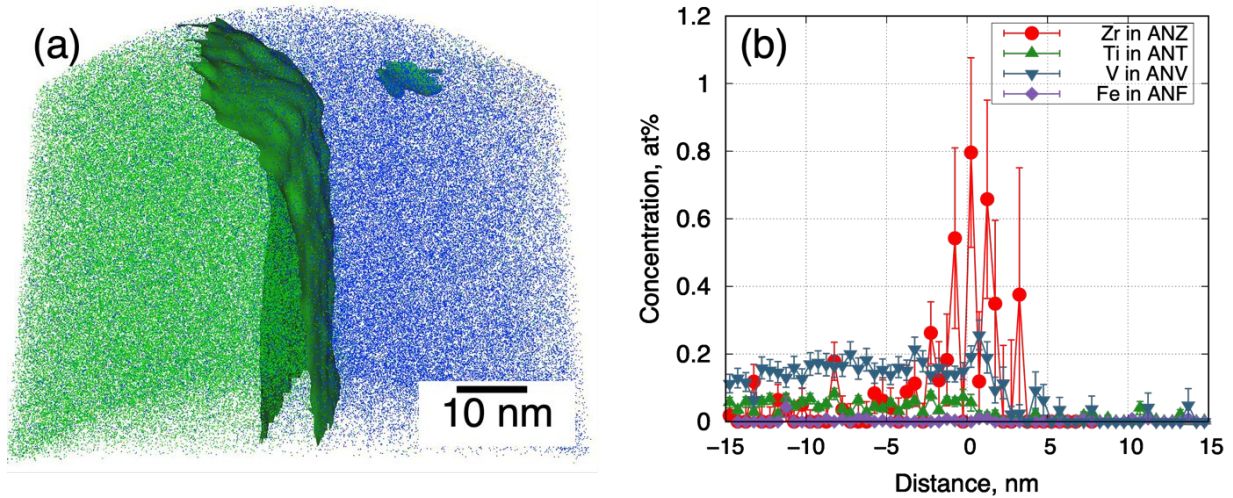 (a)
10 nm
(b)
Zr in ANZ
Ti in ANT
V in ANV
Fe in ANF
Concentration, at%
1.2
1
0.8
0.6
0.4
0.2
0
−15 −10 −5 0 5 10 15
Distance, nm